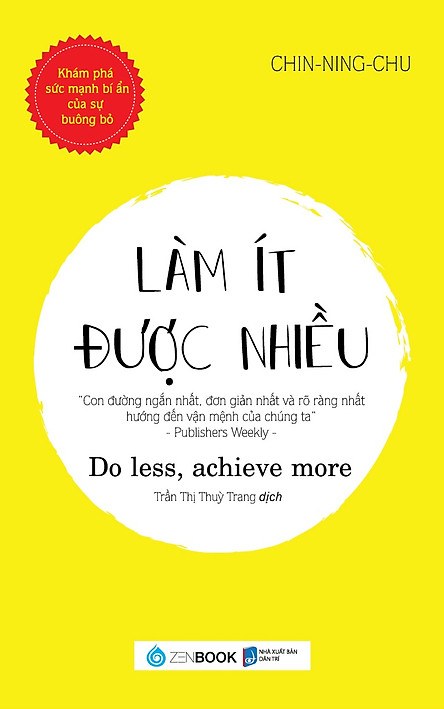 Khám phá
sức mạnh bí ẩn
của sự
buông bỏ
CHIN-NING-CHU
LÀM ÍT
ĐƯỢC NHIỀU
"Con đường ngắn nhất, đơn giản nhất và rõ ràng nhất
hướng đến vận mệnh của chúng ta"
- Publishers Weekly -
Do less, achieve more
Trần Thị Thuỳ Trang dịch
ZENBOOK
NHÀ XUẤT BẢN
DÂN TRÍ